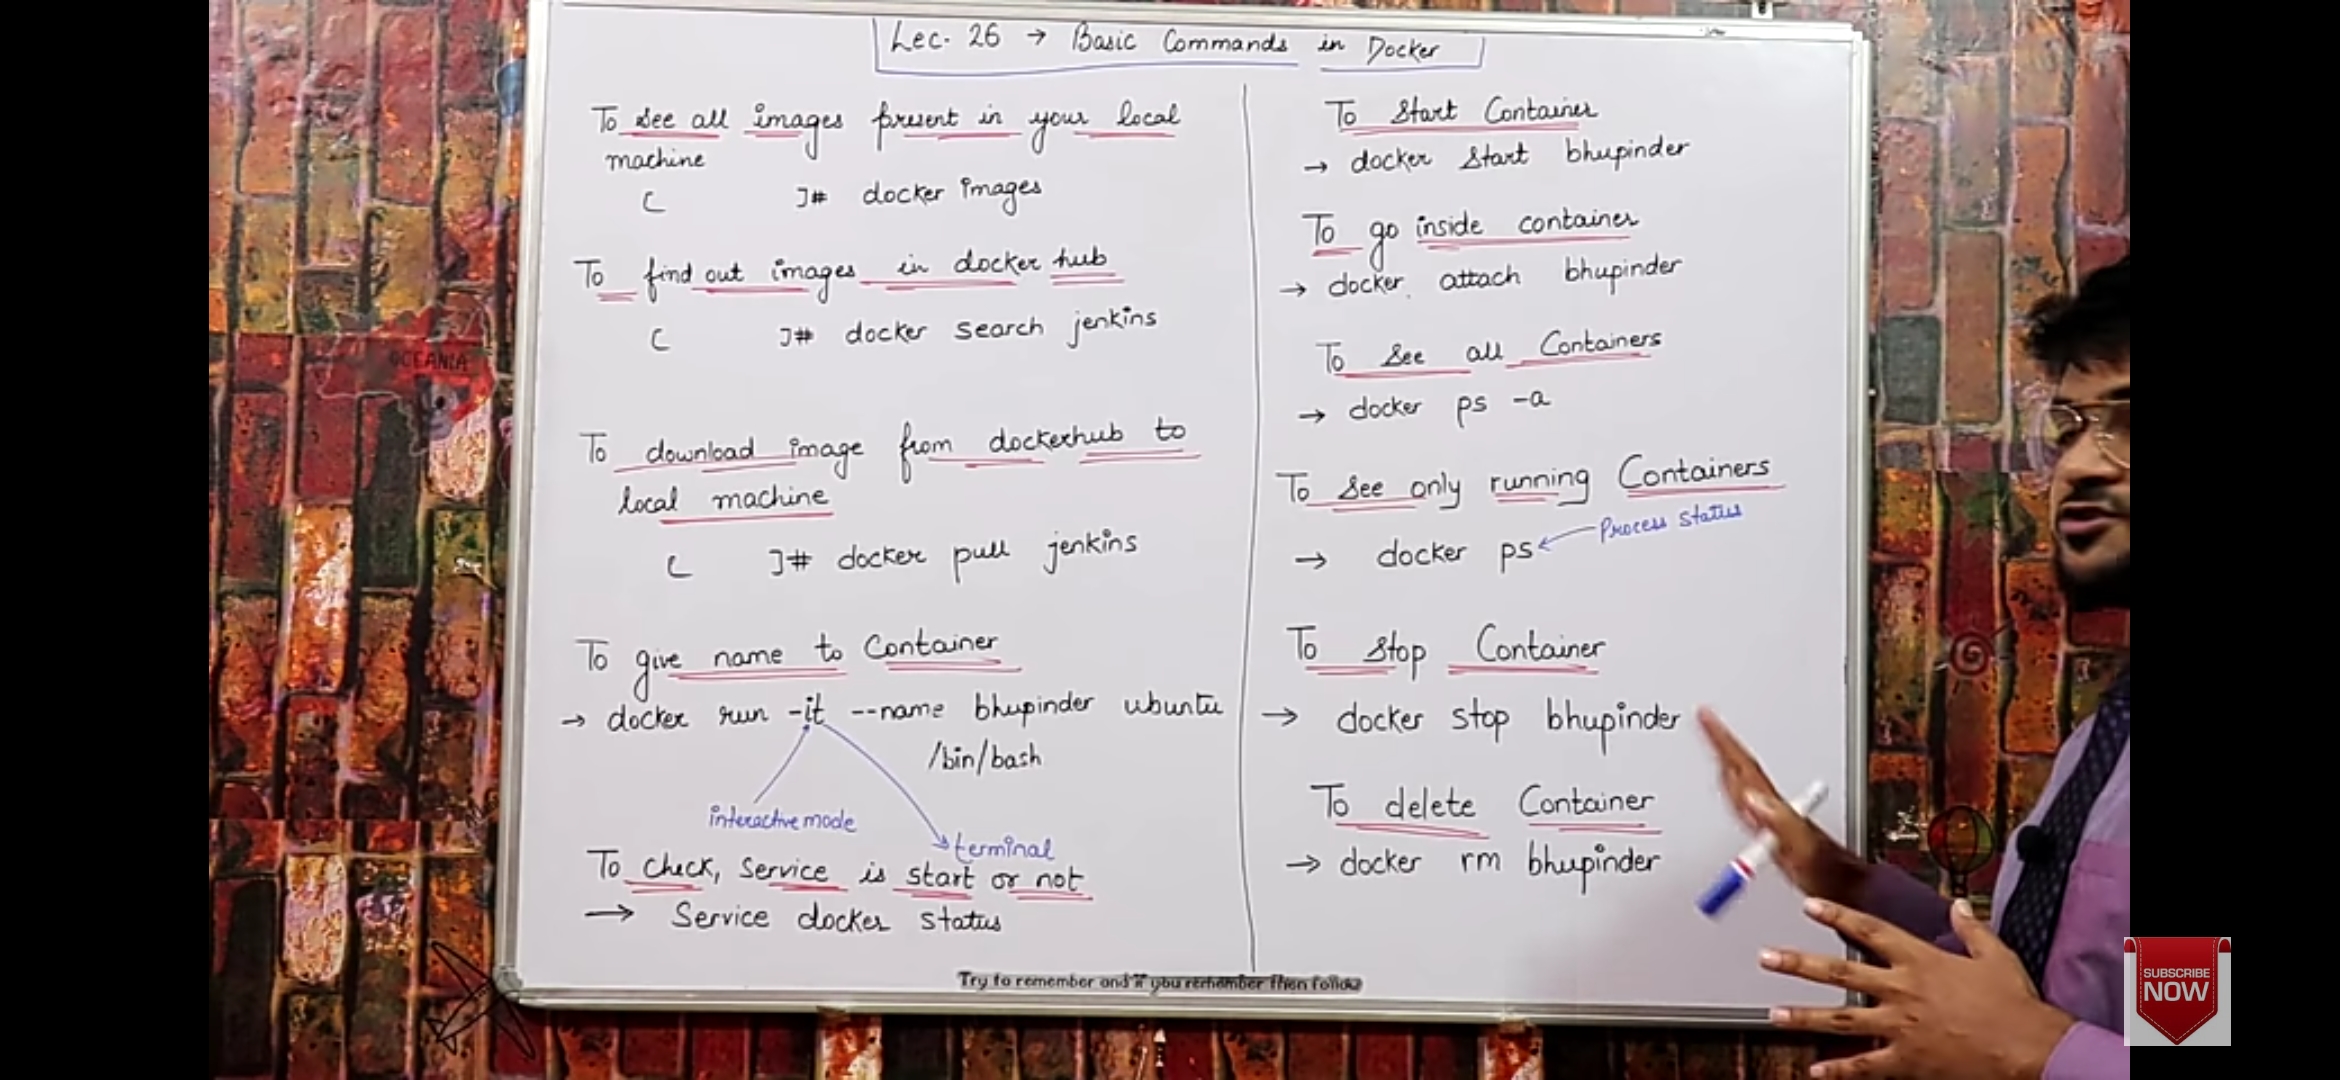 Lec. 26 → Basic Commands in Docker
To see all images present in your local
machine
[ ]# docker images
To find out images in docker hub
[ ]# docker search jenkins
To download image from dockerhub to
local machine
[ ]# docker pull jenkins
To give name to Container
→ docker run -it --name bhupinder ubuntu
/bin/bash
interactive mode
terminal
To check, service is start or not
→ Service docker status
To Start Container
→ docker start bhupinder
To go inside container
→ docker attach bhupinder
To see all Containers
→ docker ps -a
To see only running Containers
Process status
→ docker ps
To stop Container
→ docker stop bhupinder
To delete Container
→ docker rm bhupinder
Try to remember and if you remember then follow
OCEANIA
SUBSCRIBE
NOW